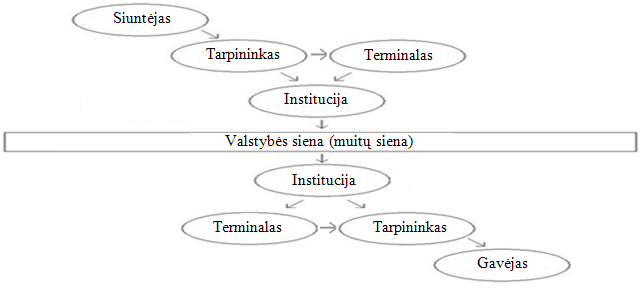 Siuntėjas
Tarpininkas
Terminalas
Institucija
Valstybės siena (muitų siena)
Institucija
Terminalas
Tarpininkas
Gavėjas